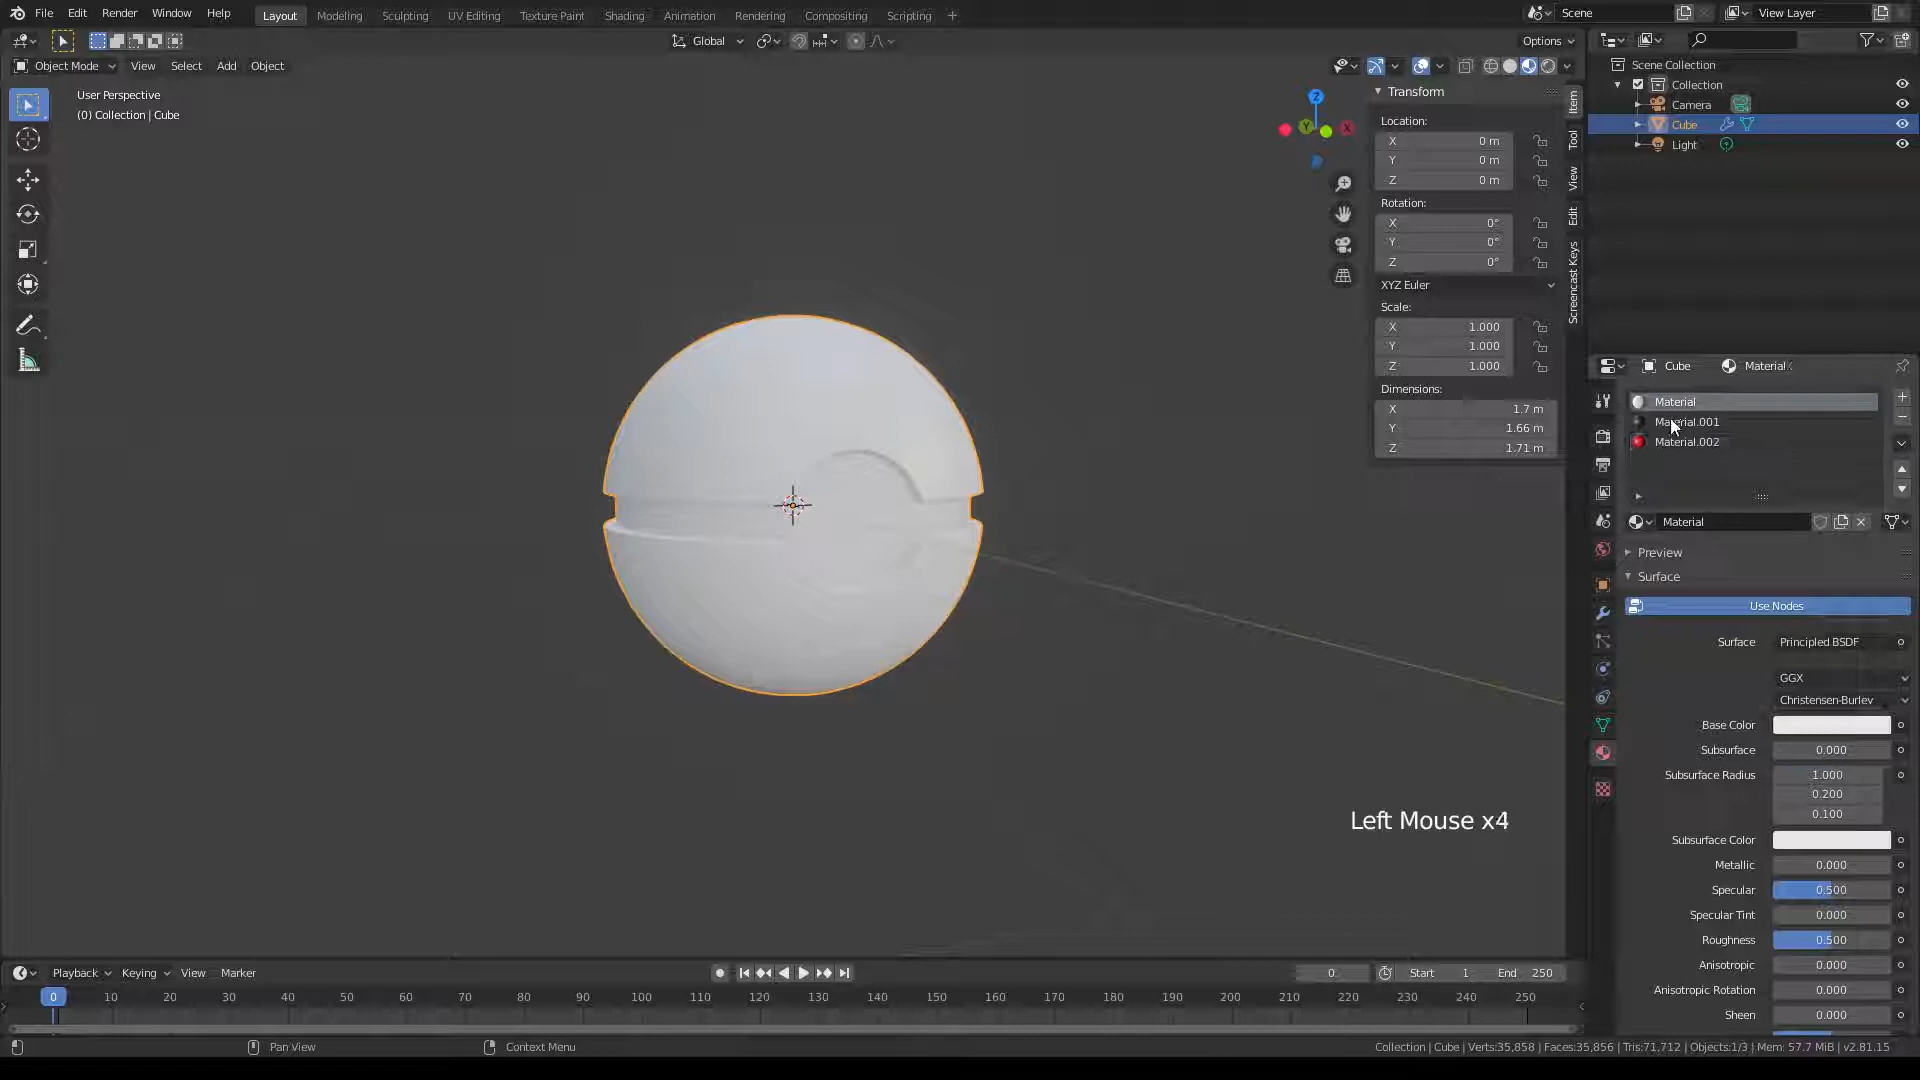 File Edit Render Window Help Layout Modeling Sculpting UV Editing Texture Paint Shading Animation Rendering Compositing Scripting + Scene View Layer
Global Options
Object Mode View Select Add Object
User Perspective
(0) Collection | Cube
Z
Y
X
Transform
Location:
X 0 m
Y 0 m
Z 0 m
Rotation:
X 0°
Y 0°
Z 0°
XYZ Euler
Scale:
X 1.000
Y 1.000
Z 1.000
Dimensions:
X 1.7 m
Y 1.66 m
Z 1.71 m
Item
Tool
View
Edit
Screencast Keys
Scene Collection
Collection
Camera
Cube
Light
Cube Material
Material
Material.001
Material.002
Material
Preview
Surface
Use Nodes
Surface Principled BSDF
GGX
Christensen-Burley
Base Color
Subsurface 0.000
Subsurface Radius 1.000
0.200
0.100
Subsurface Color
Metallic 0.000
Specular 0.500
Specular Tint 0.000
Roughness 0.500
Anisotropic 0.000
Anisotropic Rotation 0.000
Sheen 0.000
Left Mouse x4
Playback Keying View Marker 0 Start 1 End 250
0 10 20 30 40 50 60 70 80 90 100 110 120 130 140 150 160 170 180 190 200 210 220 230 240 250
Pan View Context Menu Collection | Cube | Verts:35,858 | Faces:35,856 | Tris:71,712 | Objects:1/3 | Mem: 57.7 MiB | v2.81.15